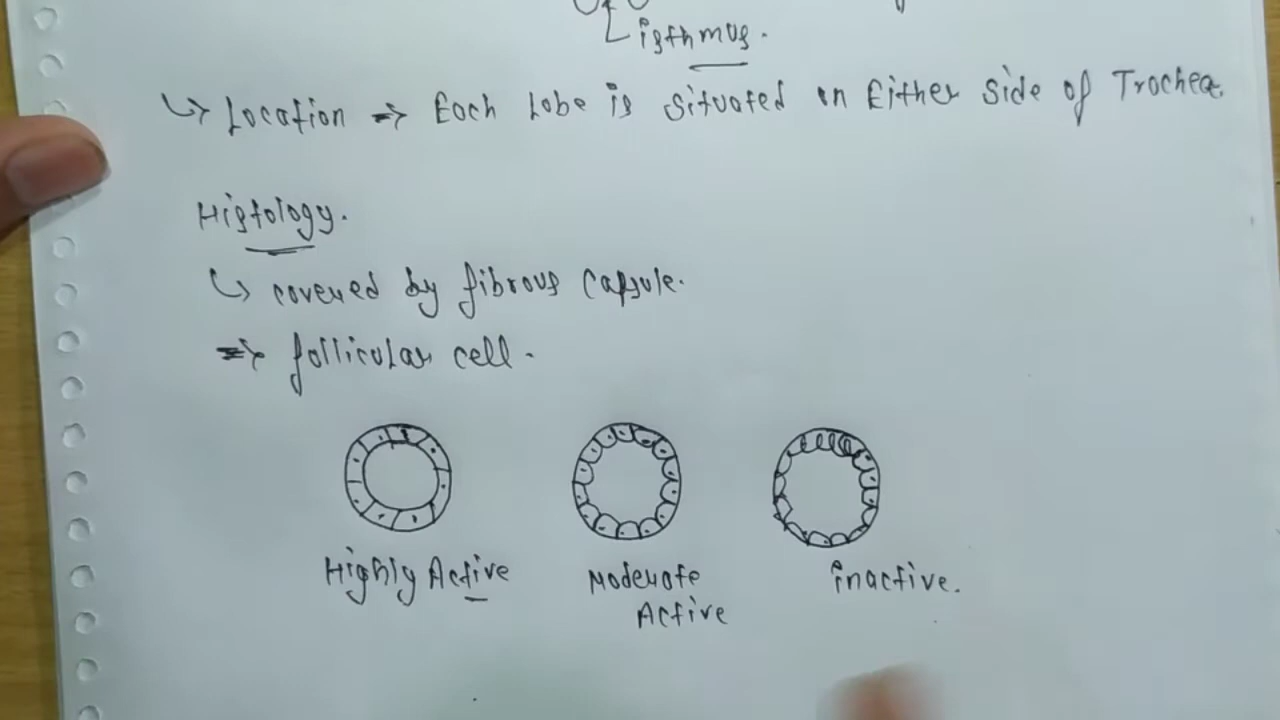 isthmus.
↳ Location ⇒ Each Lobe is situated on Either Side of Trachea
Histology.
↳ covered by fibrous capsule.
⇒ follicular cell.
Highly Active
Moderate
Active
inactive.